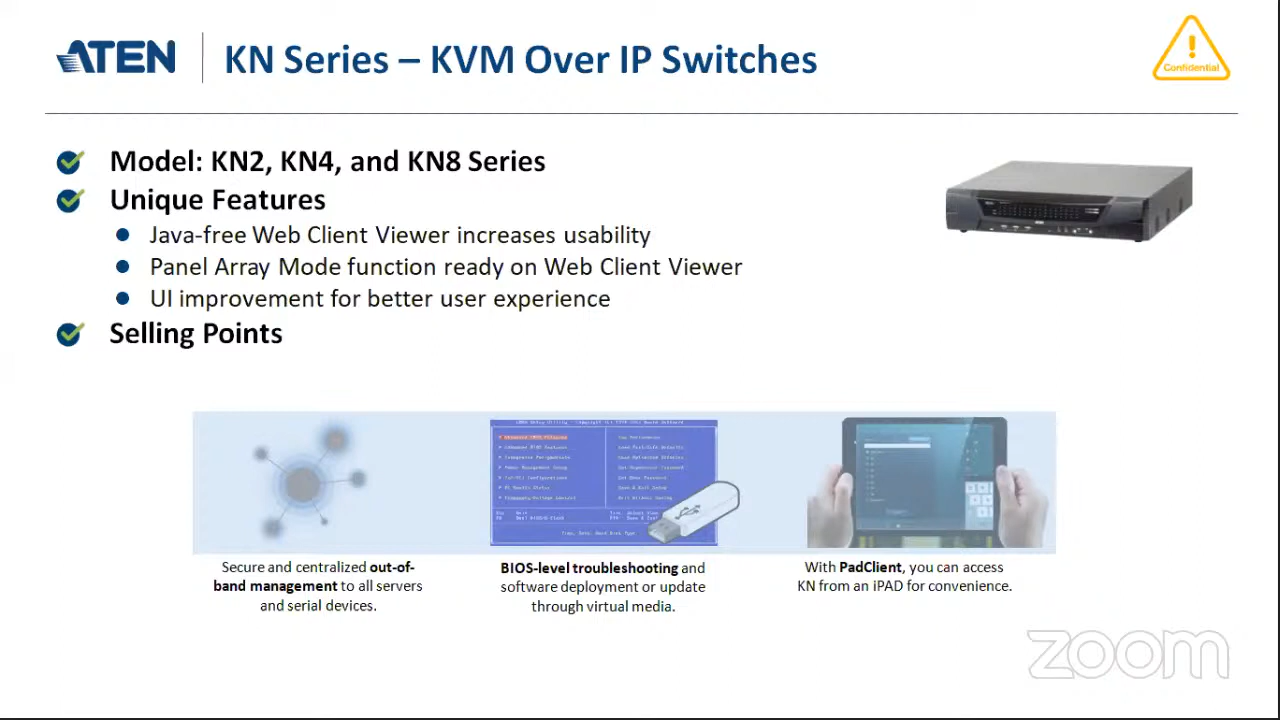 ATEN
KN Series – KVM Over IP Switches
Confidential
Model: KN2, KN4, and KN8 Series
Unique Features
Java-free Web Client Viewer increases usability
Panel Array Mode function ready on Web Client Viewer
UI improvement for better user experience
Selling Points
Secure and centralized out-of-
band management to all servers
and serial devices.
BIOS-level troubleshooting and
software deployment or update
through virtual media.
With PadClient, you can access
KN from an iPAD for convenience.
zoom